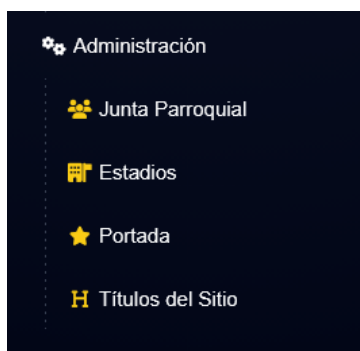 Administración
Junta Parroquial
Estadios
Portada
Títulos del Sitio